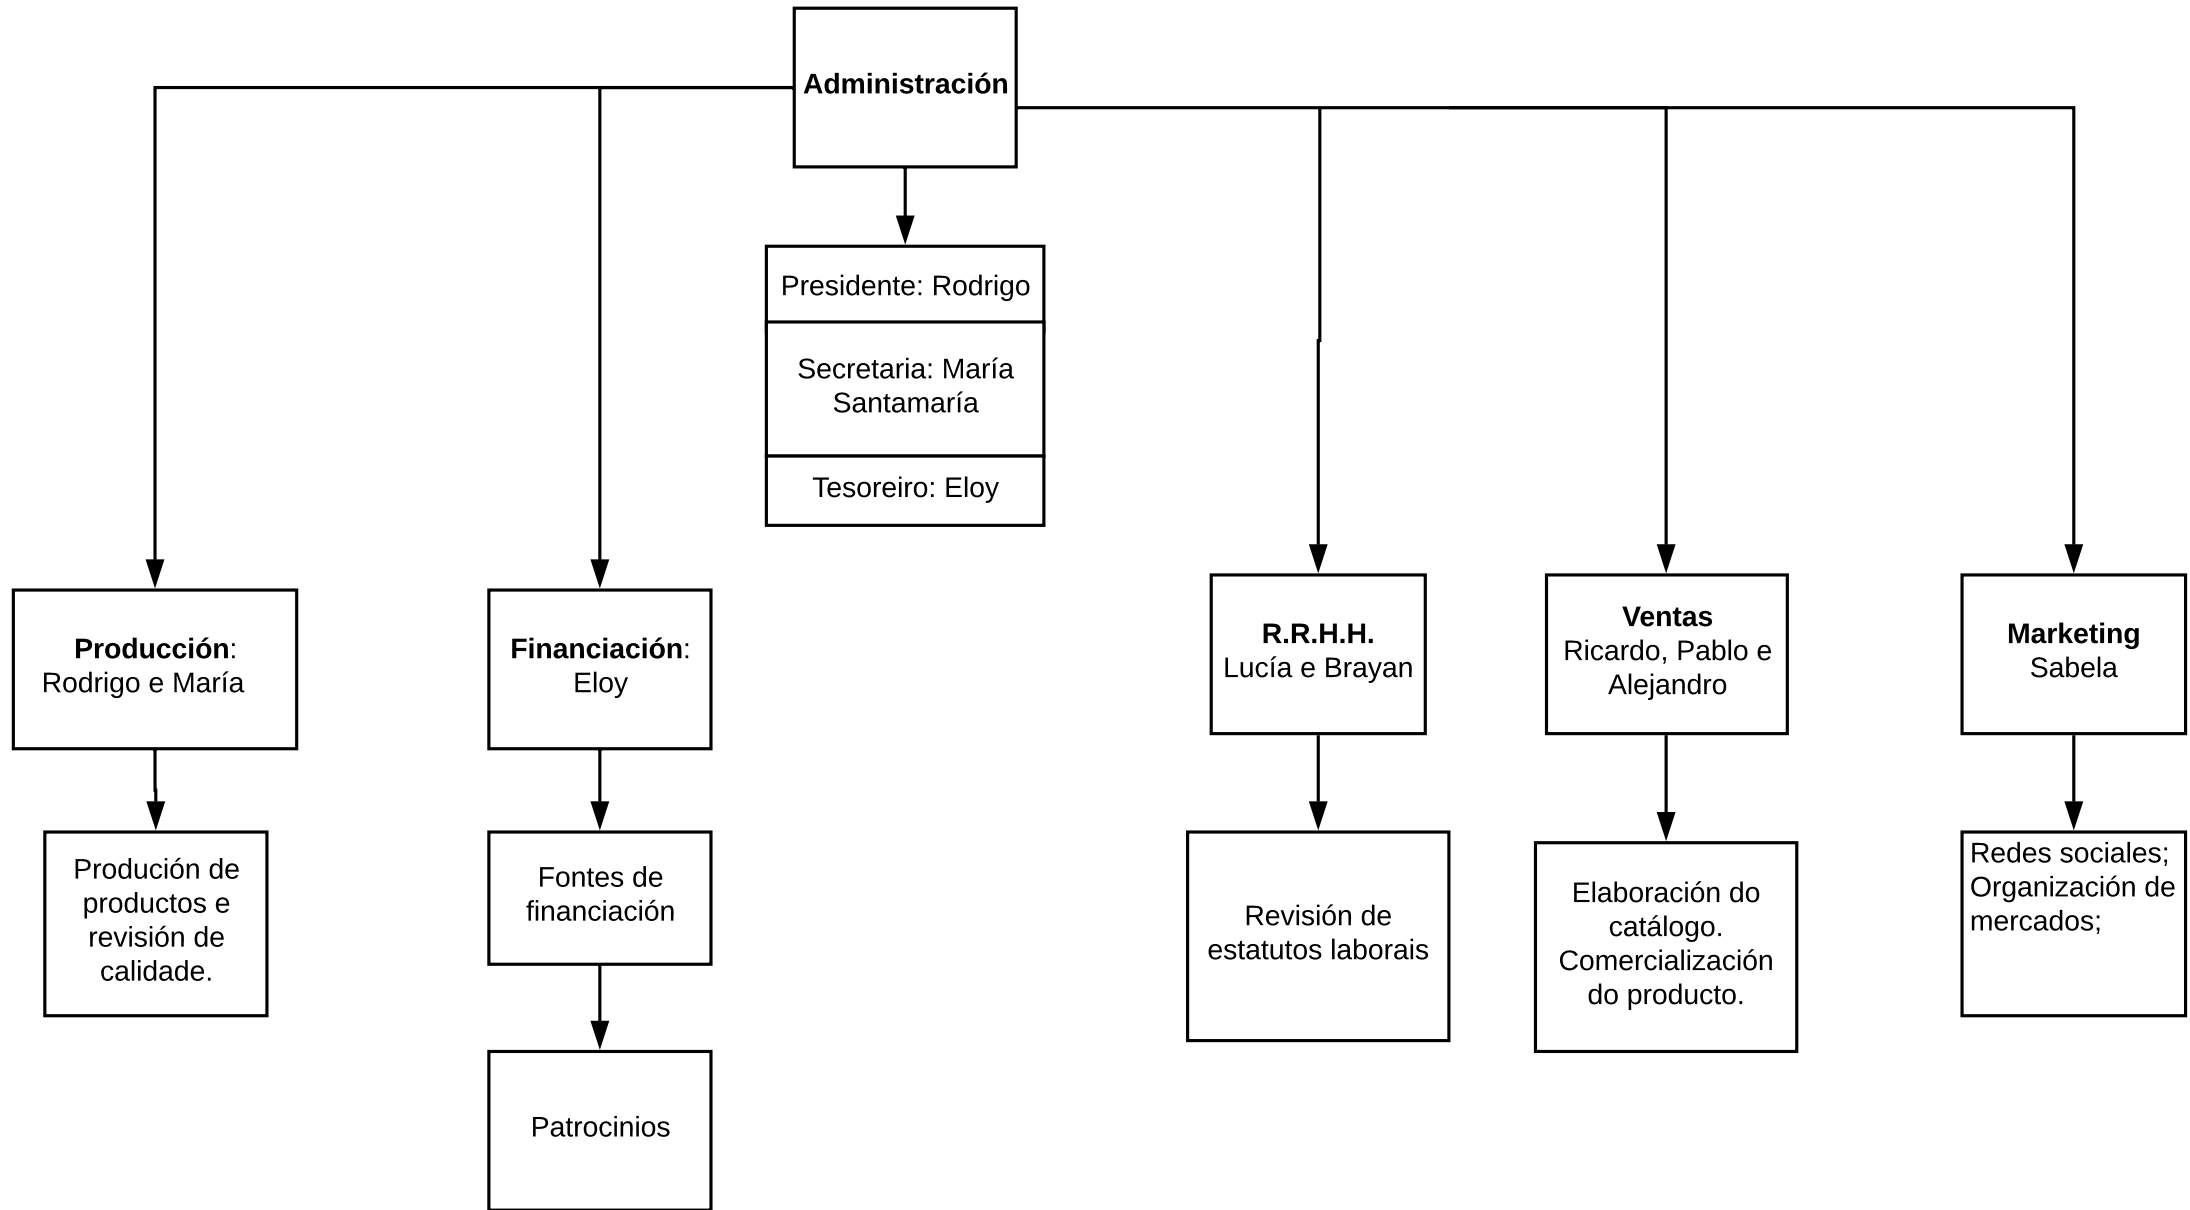 Administración
Presidente: Rodrigo
Secretaria: María
Santamaría
Tesoreiro: Eloy
Producción:
Rodrigo e María
Financiación:
Eloy
R.R.H.H.
Lucía e Brayan
Ventas
Ricardo, Pablo e
Alejandro
Marketing
Sabela
Produción de
productos e
revisión de
calidade.
Fontes de
financiación
Revisión de
estatutos laborais
Elaboración do
catálogo.
Comercialización
do producto.
Redes sociales;
Organización de
mercados;
Patrocinios